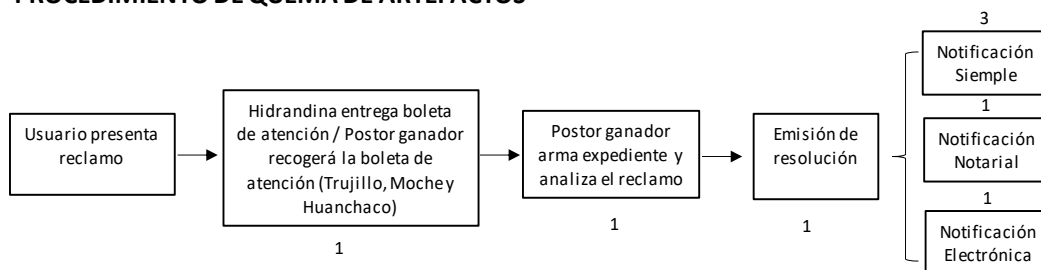 PROCEDIMIENTO DE QUEMA DE ARTEFACTOS
Usuario presenta
reclamo
Hidrandina entrega boleta
de atención / Postor ganador
recogerá la boleta de
atención (Trujillo, Moche y
Huanchaco)
1
Postor ganador
arma expediente y
analiza el reclamo
1
Emisión de
resolución
1
3
Notificación
Siemple
1
Notificación
Notarial
1
Notificación
Electrónica